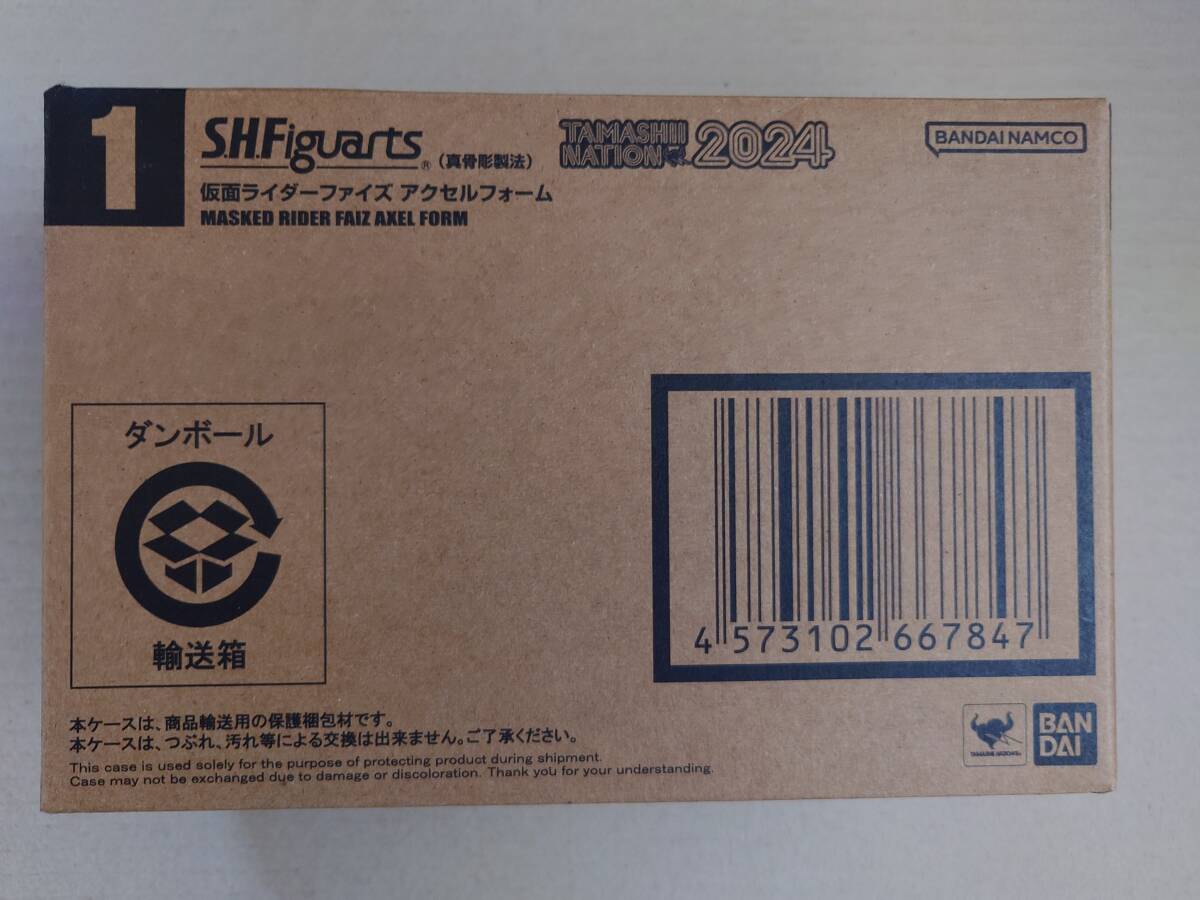 1
S.H.Figuarts® (真骨彫製法)
TAMASHII NATION 2024
BANDAI NAMCO
仮面ライダーファイズ アクセルフォーム
MASKED RIDER FAIZ AXEL FORM
ダンボール
輸送箱
4 573102 667847
本ケースは、商品輸送用の保護梱包材です。
本ケースは、つぶれ、汚れ等による交換は出来ません。ご了承ください。
This case is used solely for the purpose of protecting product during shipment.
Case may not be exchanged due to damage or discoloration. Thank you for your understanding.
TAMASHII NATIONS
BAN
DAI